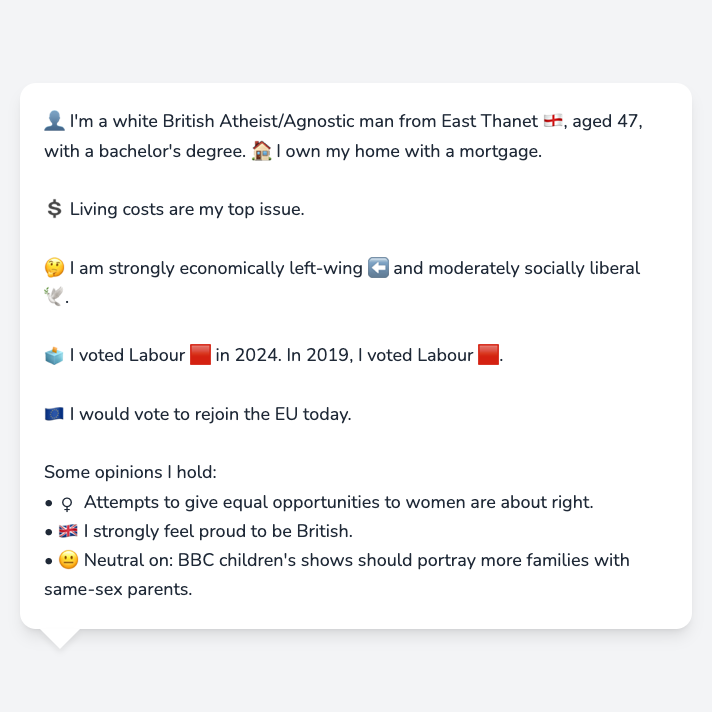 👤 I'm a white British Atheist/Agnostic man from East Thanet 🏴󠁧󠁢󠁥󠁮󠁧󠁿, aged 47,
with a bachelor's degree. 🏠 I own my home with a mortgage.
💲 Living costs are my top issue.
🤔 I am strongly economically left-wing ⬅️ and moderately socially liberal
🕊️.
🗳️ I voted Labour 🟥 in 2024. In 2019, I voted Labour 🟥.
🇪🇺 I would vote to rejoin the EU today.
Some opinions I hold:
• ♀️ Attempts to give equal opportunities to women are about right.
• 🇬🇧 I strongly feel proud to be British.
• 😐 Neutral on: BBC children's shows should portray more families with
same-sex parents.